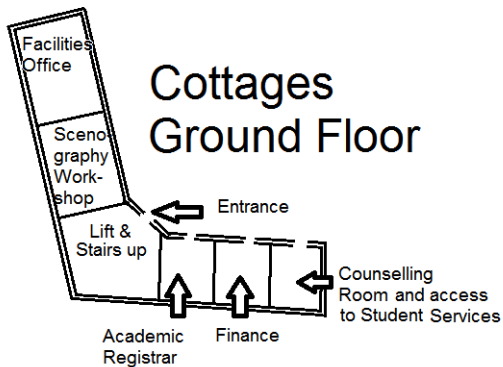 Facilities
Office
Cottages
Ground Floor
Sceno-
graphy
Work-
shop
Entrance
Lift &
Stairs up
Counselling
Room and access
to Student Services
Academic
Registrar
Finance